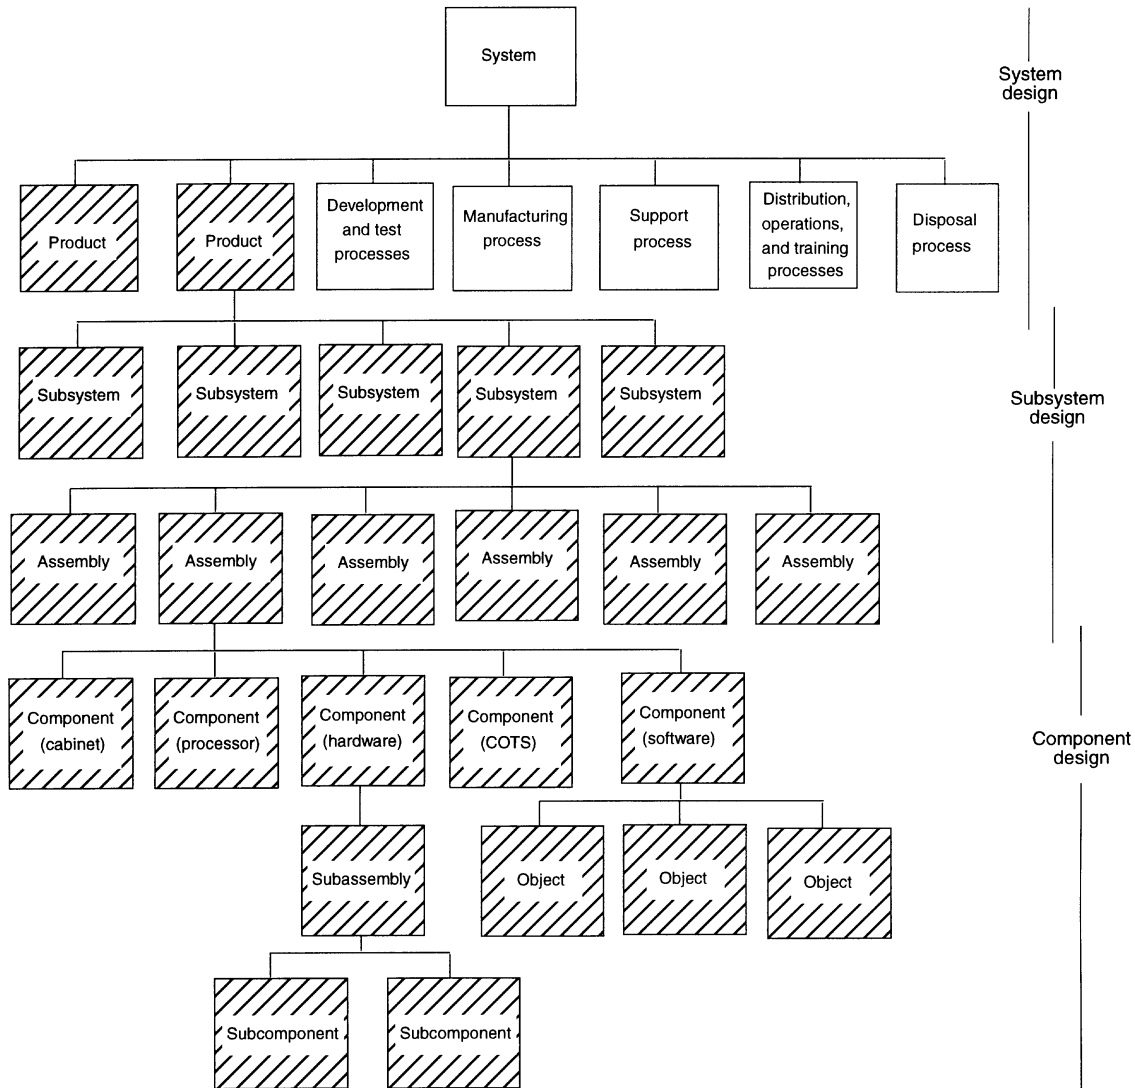 System
System
design
Product
Product
Development
and test
processes
Manufacturing
process
Support
process
Distribution,
operations,
and training
processes
Disposal
process
Subsystem
Subsystem
Subsystem
Subsystem
Subsystem
Subsystem
design
Assembly
Assembly
Assembly
Assembly
Assembly
Assembly
Component
(cabinet)
Component
(processor)
Component
(hardware)
Component
(COTS)
Component
(software)
Component
design
Subassembly
Object
Object
Object
Subcomponent
Subcomponent